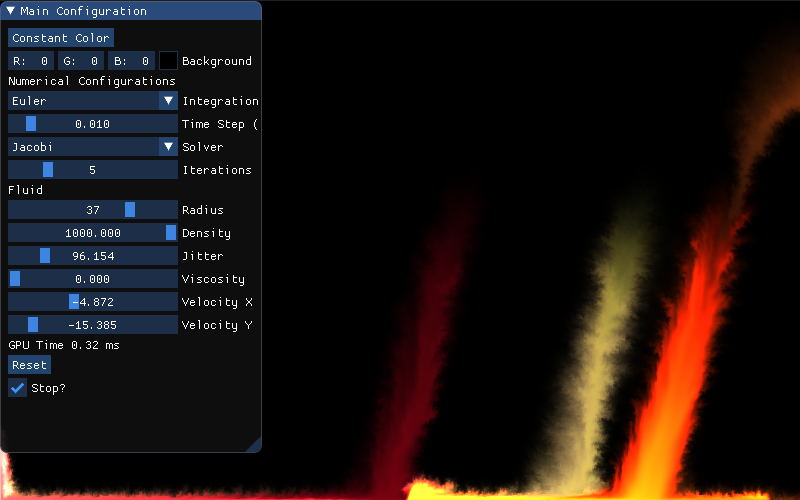 Main Configuration
Constant Color
R: 0 G: 0 B: 0 Background
Numerical Configurations
Euler Integration
0.010 Time Step (
Jacobi Solver
5 Iterations
Fluid
37 Radius
1000.000 Density
96.154 Jitter
0.000 Viscosity
-4.872 Velocity X
-15.385 Velocity Y
GPU Time 0.32 ms
Reset
Stop?